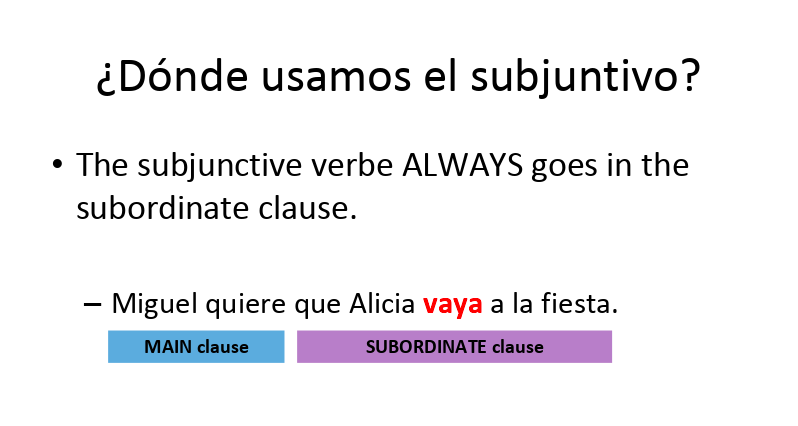 ¿Dónde usamos el subjuntivo?
• The subjunctive verbe ALWAYS goes in the
subordinate clause.
– Miguel quiere que Alicia vaya a la fiesta.
MAIN clause SUBORDINATE clause